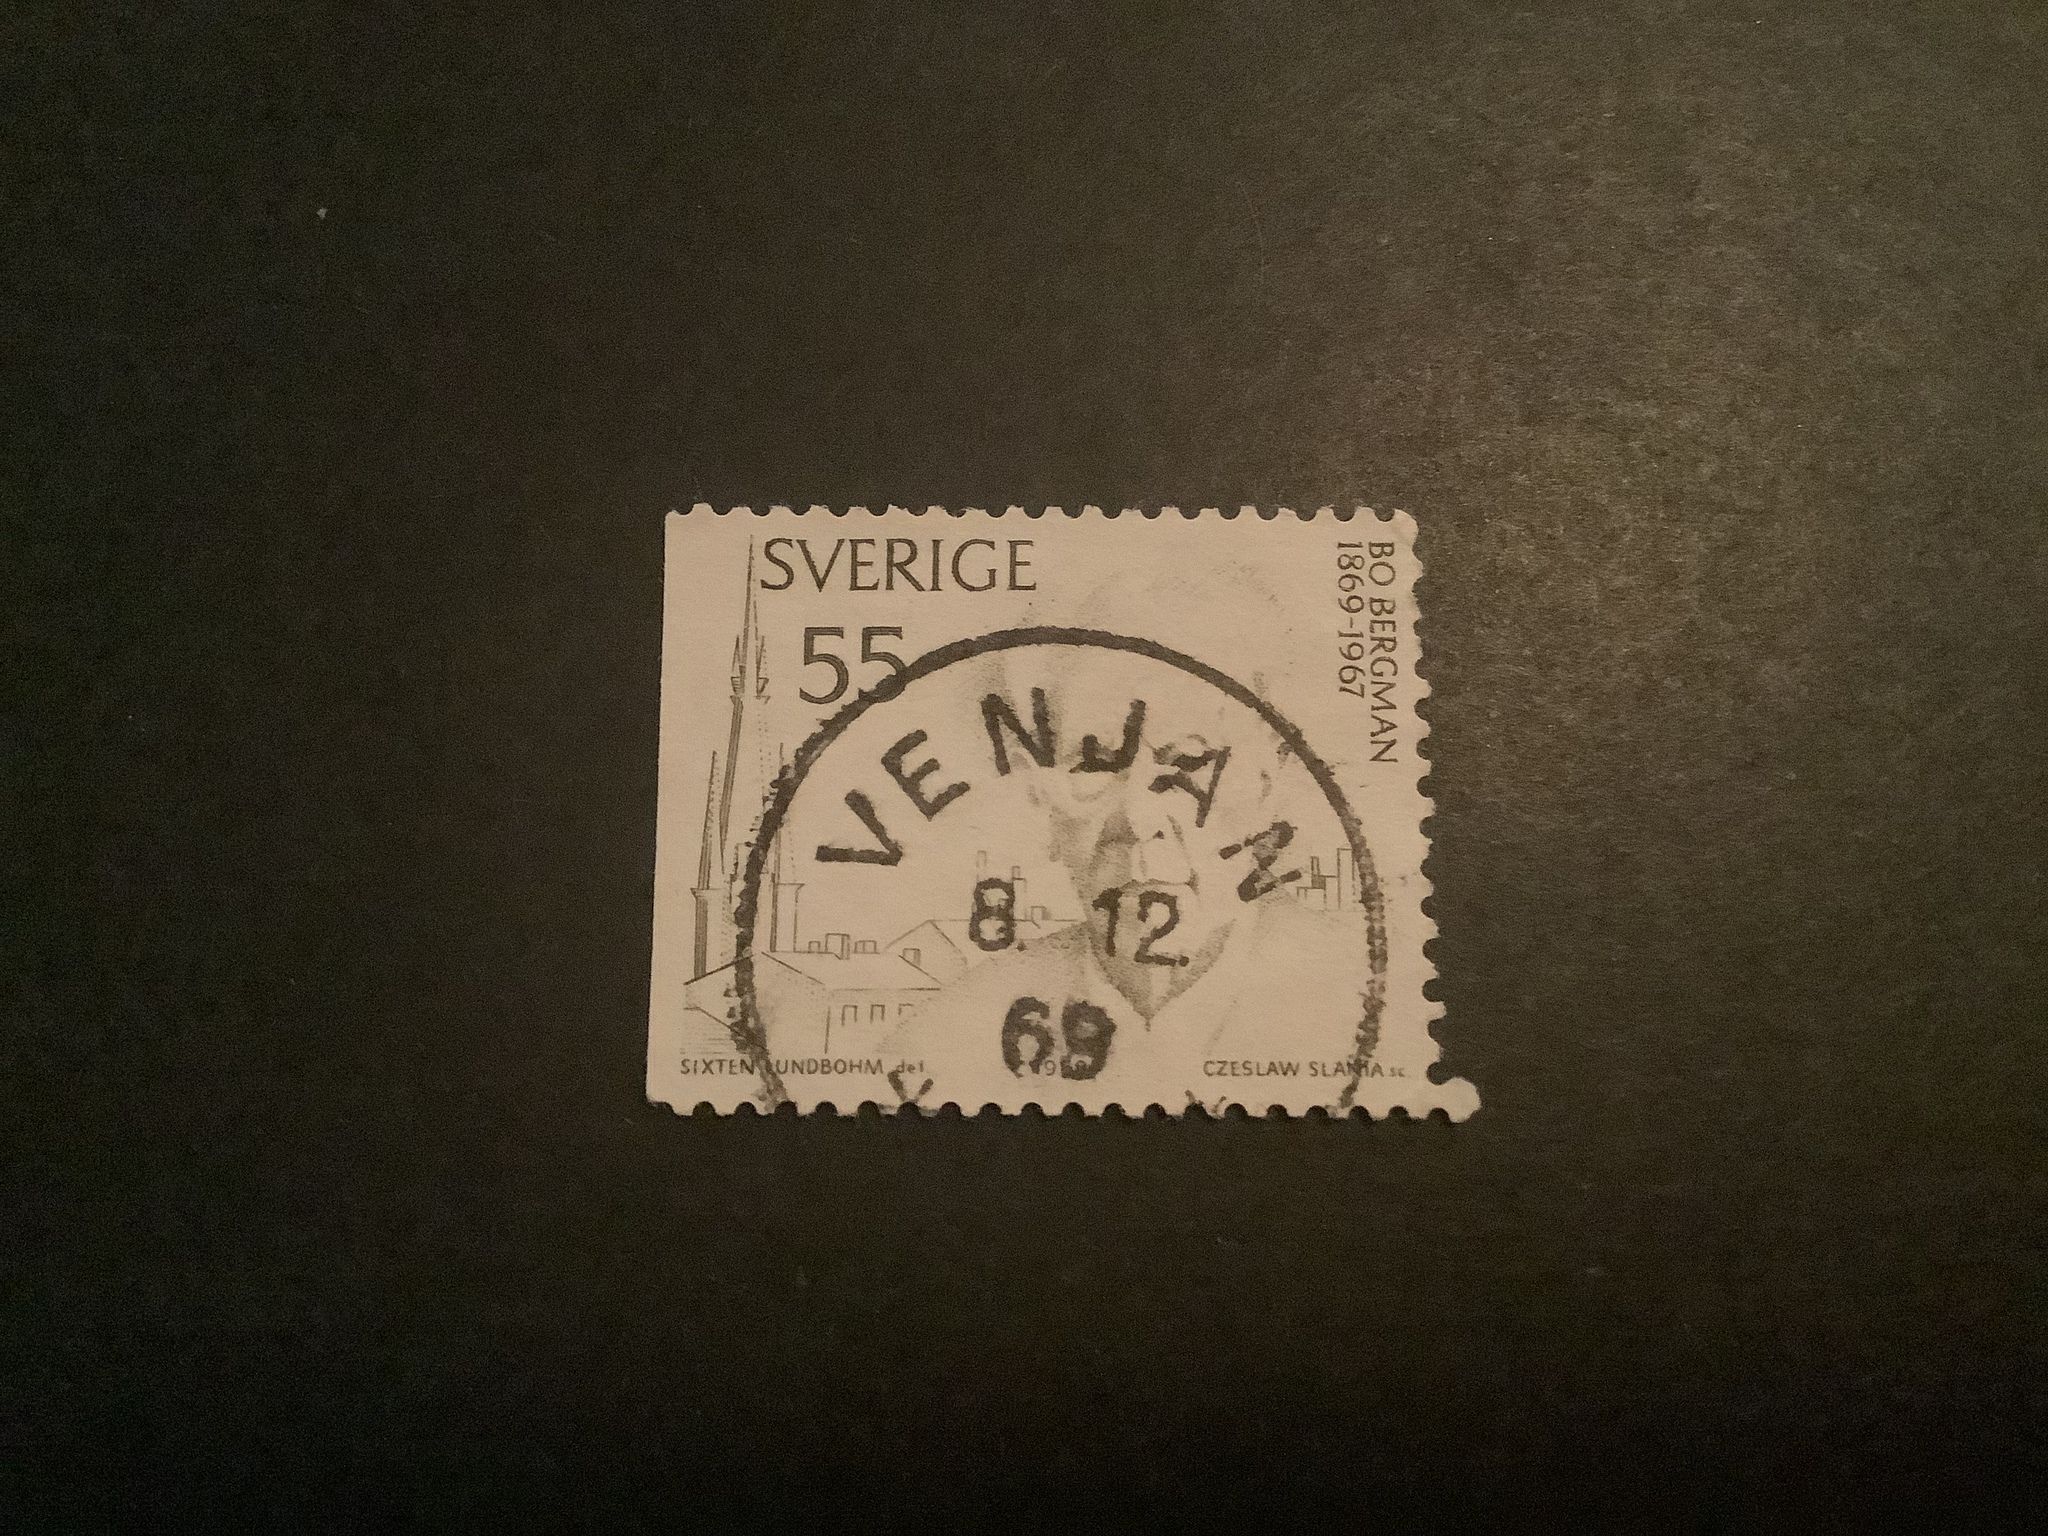 SVERIGE
55
BO BERGMAN
1869-1967
VENJAN
8. 12.
69
SIXTEN LUNDBOHM del.
CZESLAW SLANIA sc.